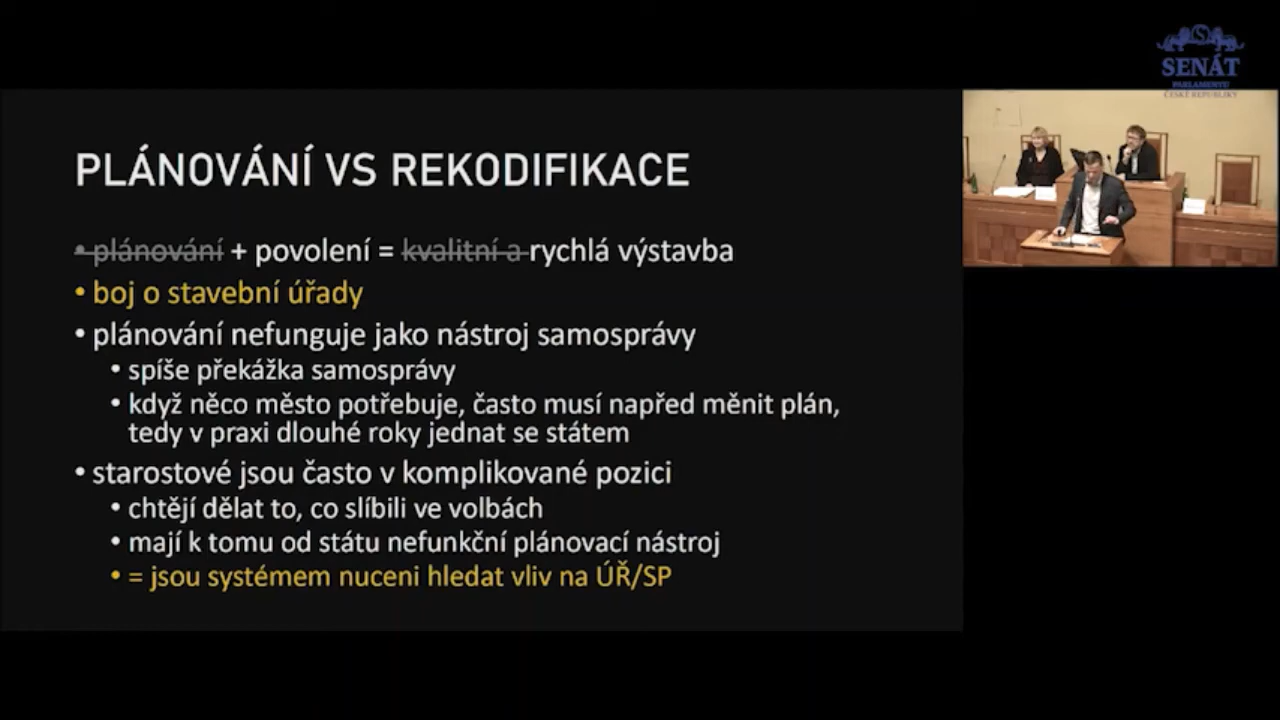 SENÁT
PARLAMENTU
ČESKÉ REPUBLIKY
PLÁNOVÁNÍ VS REKODIFIKACE
• plánování + povolení = kvalitní a rychlá výstavba
• boj o stavební úřady
• plánování nefunguje jako nástroj samosprávy
• spíše překážka samosprávy
• když něco město potřebuje, často musí napřed měnit plán,
tedy v praxi dlouhé roky jednat se státem
• starostové jsou často v komplikované pozici
• chtějí dělat to, co slíbili ve volbách
• mají k tomu od státu nefunkční plánovací nástroj
• = jsou systémem nuceni hledat vliv na ÚŘ/SP